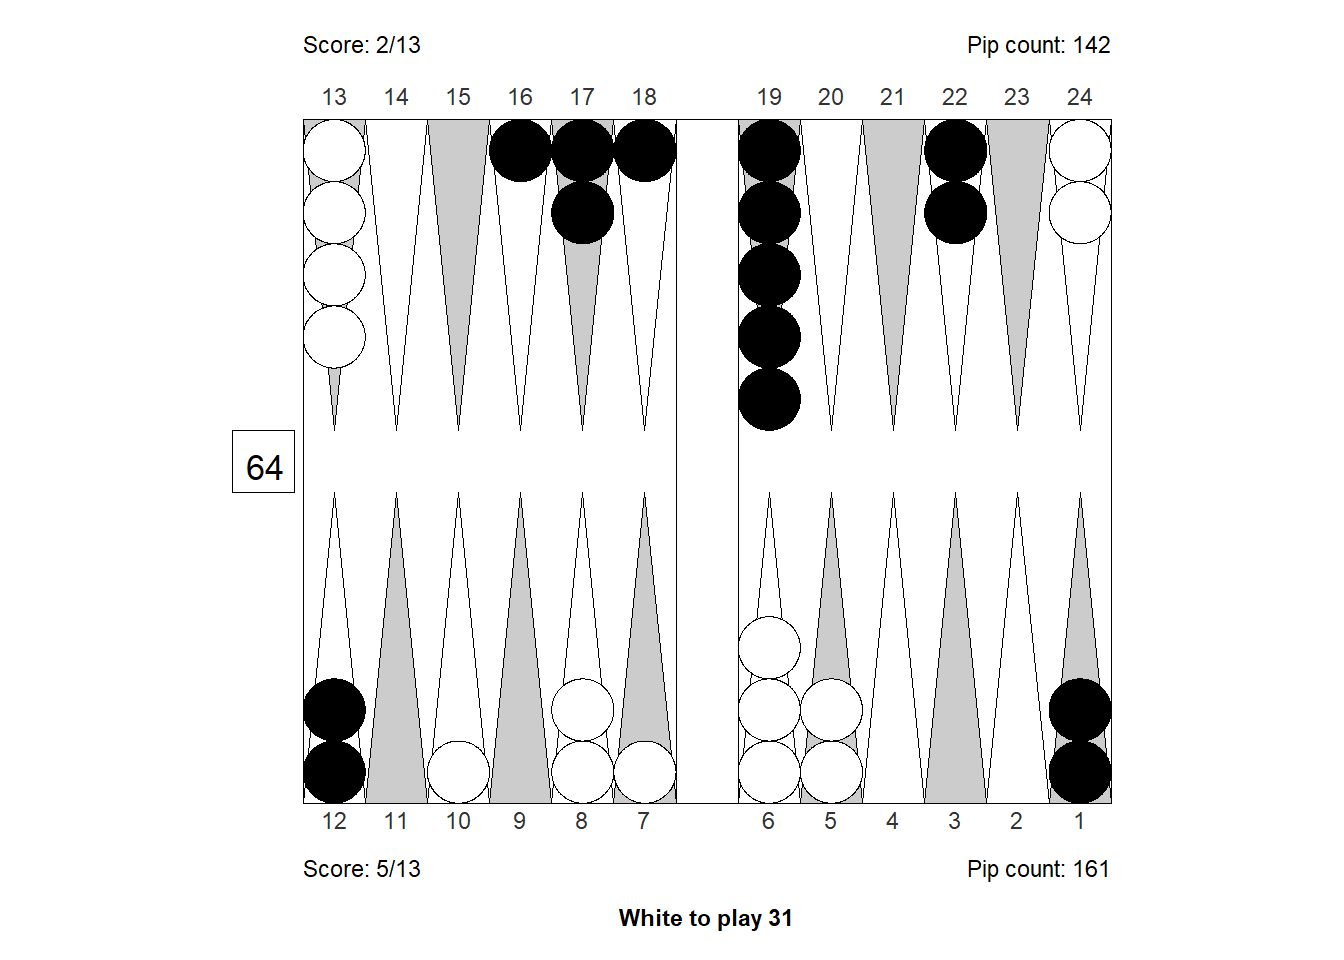 Score: 2/13 Pip count: 142
13 14 15 16 17 18 19 20 21 22 23 24
64
12 11 10 9 8 7 6 5 4 3 2 1
Score: 5/13 Pip count: 161
White to play 31